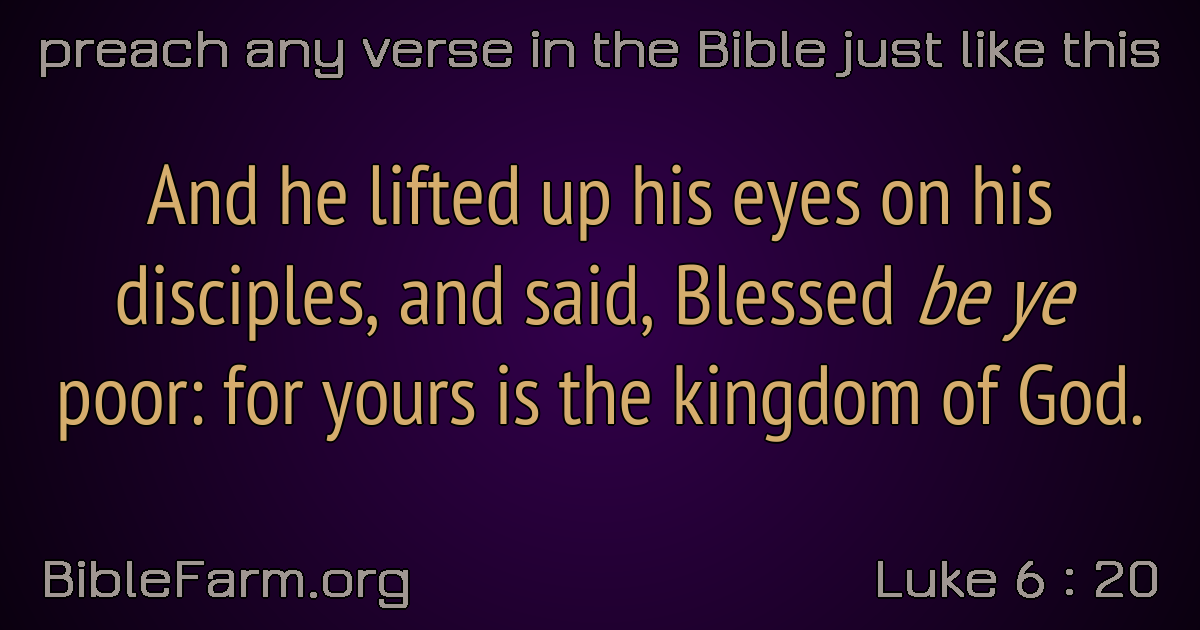 preach any verse in the Bible just like this
And he lifted up his eyes on his
disciples, and said, Blessed be ye
poor: for yours is the kingdom of God.
BibleFarm.org
Luke 6 : 20